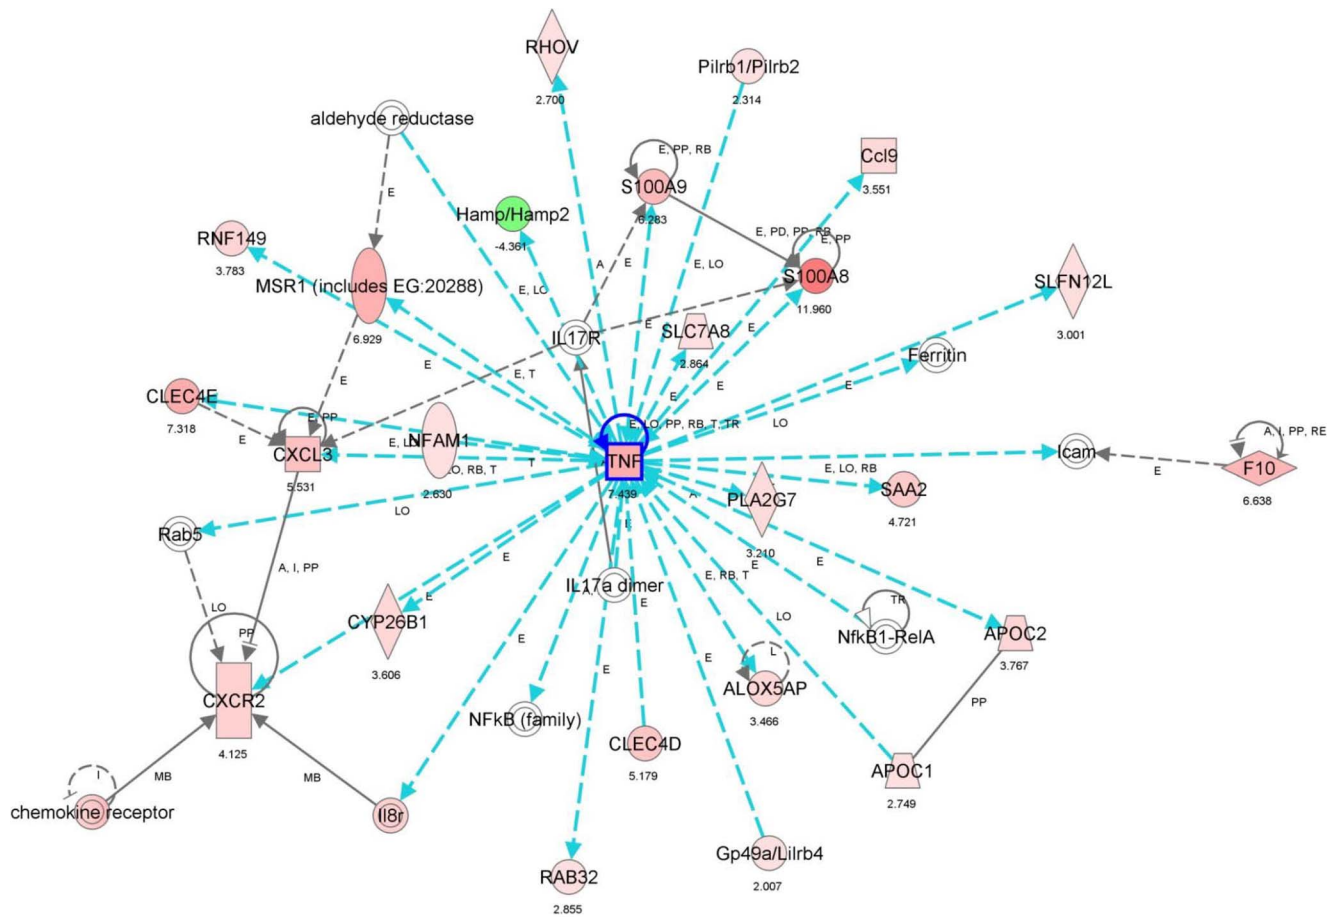 RHOV
2.700
Pilrb1/Pilrb2
2.314
aldehyde reductase
E
Ccl9
3.551
E, PP, RB
S100A9
6.283
Hamp/Hamp2
-4.361
RNF149
3.783
E, PD, PP, RB
E, PP
S100A8
11.960
A
E
E, LO
E, LO
MSR1 (includes EG:20288)
6.929
SLFN12L
3.001
IL17R
E
SLC7A8
2.864
E
Ferritin
E
E, T
E
E
E
E
CLEC4E
7.318
E
E, PP
CXCL3
5.531
NFAM1
2.630
E, LO, PP, RB, T, TR
TNF
7.439
LO
LO, RB, T
T
Icam
E, LO, RB
A, I, PP, RE
F10
6.638
E
PLA2G7
3.210
A
SAA2
4.721
LO
Rab5
A, I, PP
E
E
IL17a dimer
E, RB, T
E
E
LO
E
LO
PP
CYP26B1
3.606
E
TR
NfkB1-RelA
APOC2
3.767
E
E
E
L
ALOX5AP
3.466
CXCR2
4.125
NFkB (family)
CLEC4D
5.179
PP
APOC1
2.749
MB
MB
I
chemokine receptor
Il8r
Gp49a/Lilrb4
2.007
RAB32
2.855